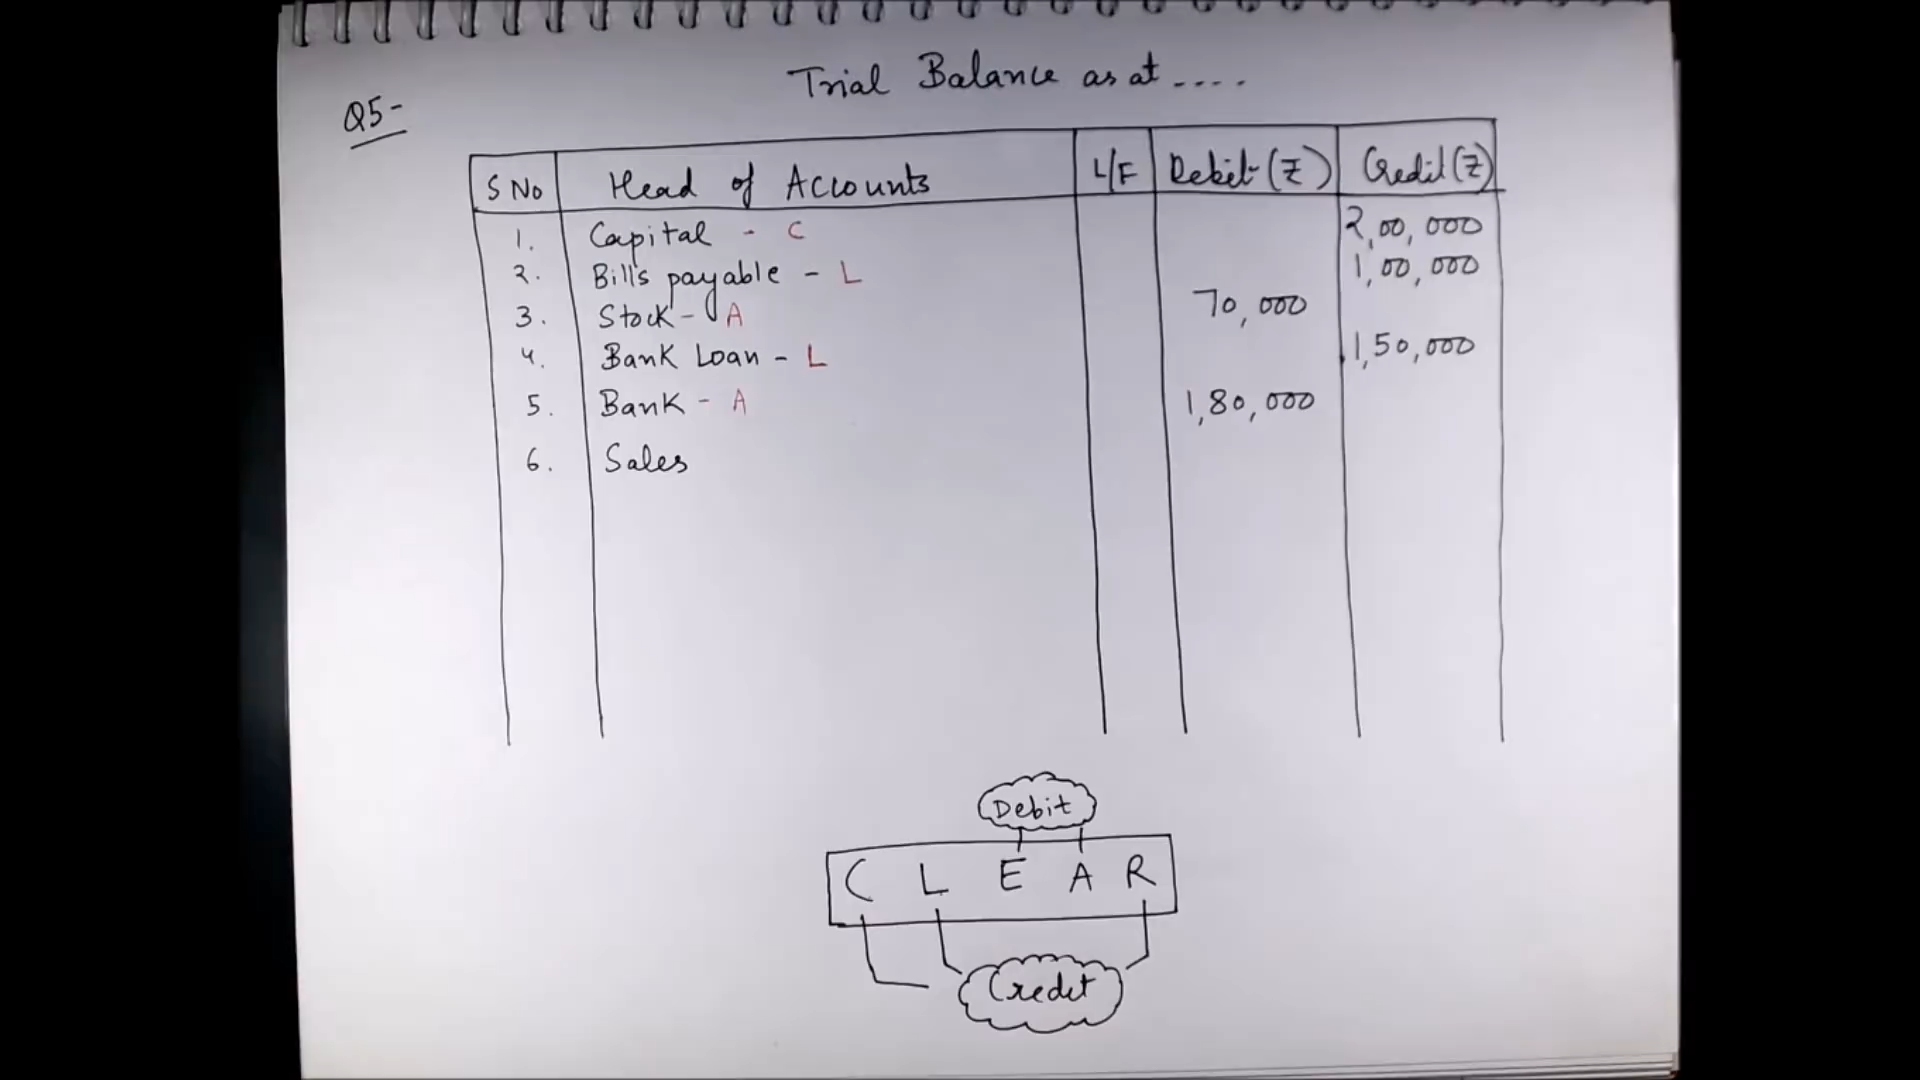 Trial Balance as at ....
Q5-
S No Head of Accounts L/F Debit (₹) Credit (₹)
1. Capital - C 2,00,000
2. Bills payable - L 1,00,000
3. Stock - A 70,000
4. Bank Loan - L 1,50,000
5. Bank - A 1,80,000
6. Sales
Debit
C L E A R
Credit